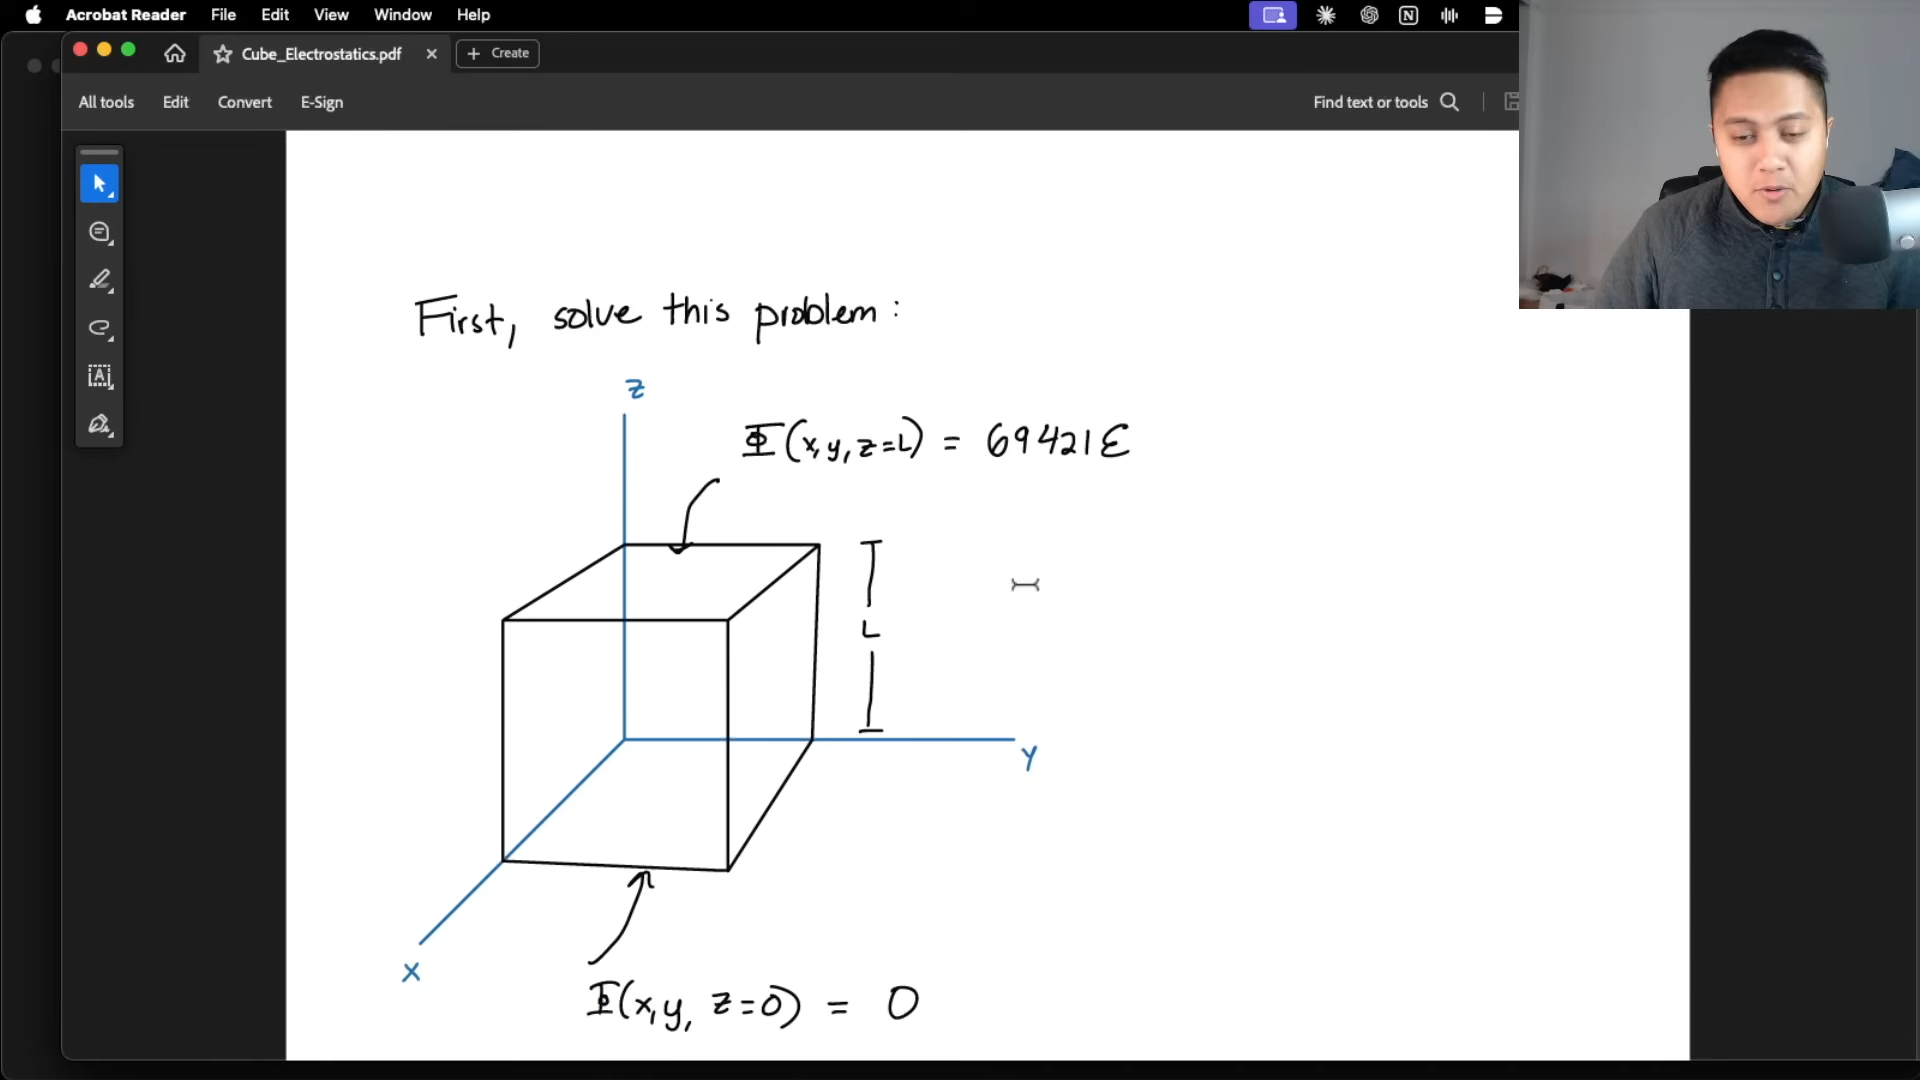 Acrobat Reader File Edit View Window Help
Cube_Electrostatics.pdf
Create
All tools Edit Convert E-Sign
Find text or tools
First, solve this problem:
z
Φ(x,y, z=L) = 69421ε
L
y
x
Φ(x,y, z=0) = 0